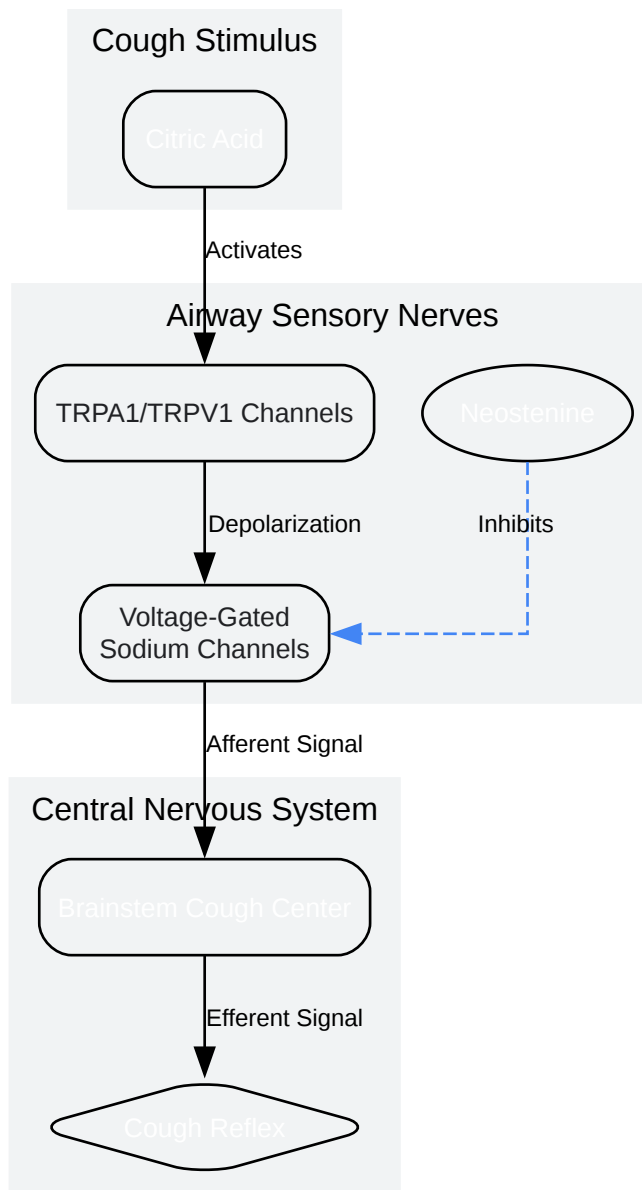 Cough Stimulus
Citric Acid
Activates
Airway Sensory Nerves
TRPA1/TRPV1 Channels
Neostenine
Depolarization
Inhibits
Voltage-Gated
Sodium Channels
Afferent Signal
Central Nervous System
Brainstem Cough Center
Efferent Signal
Cough Reflex